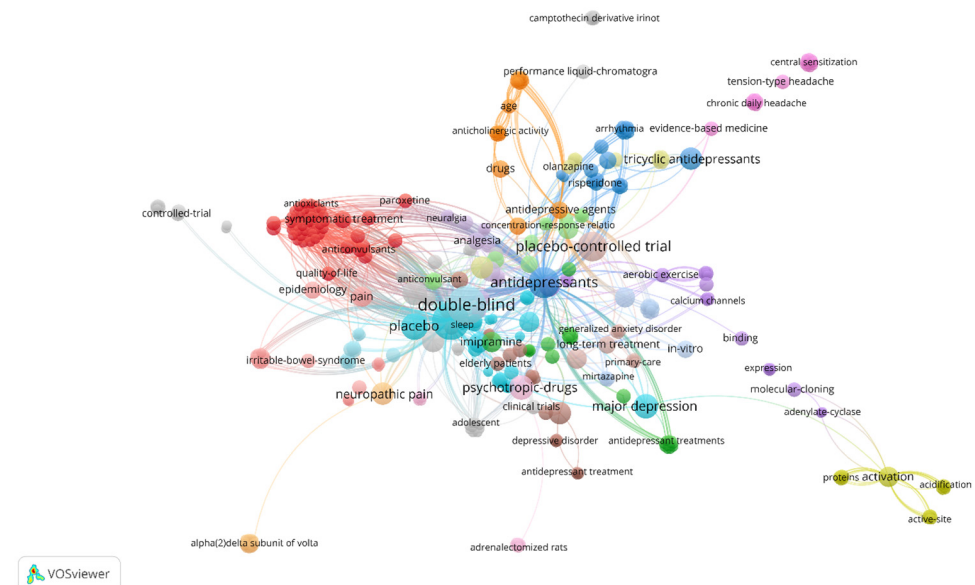 camptothecin derivative irinot
central sensitization
performance liquid-chromatogra
tension-type headache
age
chronic daily headache
anticholinergic activity
arrhythmia
evidence-based medicine
drugs
olanzapine
tricyclic antidepressants
risperidone
antioxidants
paroxetine
controlled-trial
symptomatic treatment
neuralgia
antidepressive agents
concentration-response relatio
anticonvulsants
analgesia
placebo-controlled trial
quality-of-life
anticonvulsant
antidepressants
aerobic exercise
epidemiology
pain
double-blind
calcium channels
placebo
sleep
generalized anxiety disorder
imipramine
long-term treatment
in-vitro
binding
irritable-bowel-syndrome
elderly patients
primary-care
expression
mirtazapine
neuropathic pain
psychotropic-drugs
molecular-cloning
clinical trials
major depression
adenylate-cyclase
adolescent
depressive disorder
antidepressant treatments
antidepressant treatment
proteins
activation
acidification
active-site
alpha(2)delta subunit of volta
adrenalectomized rats
VOSviewer